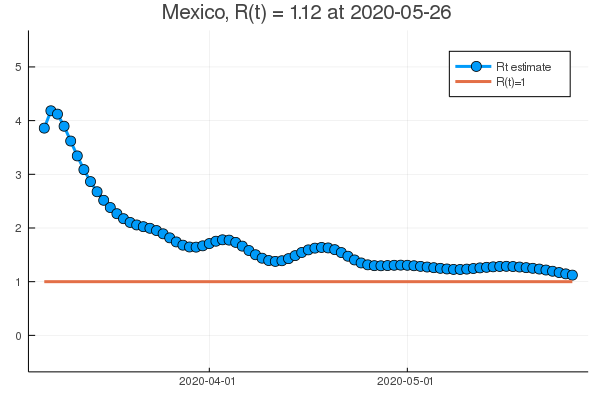 Mexico, R(t) = 1.12 at 2020-05-26
Rt estimate
R(t)=1
5
4
3
2
1
0
2020-04-01
2020-05-01